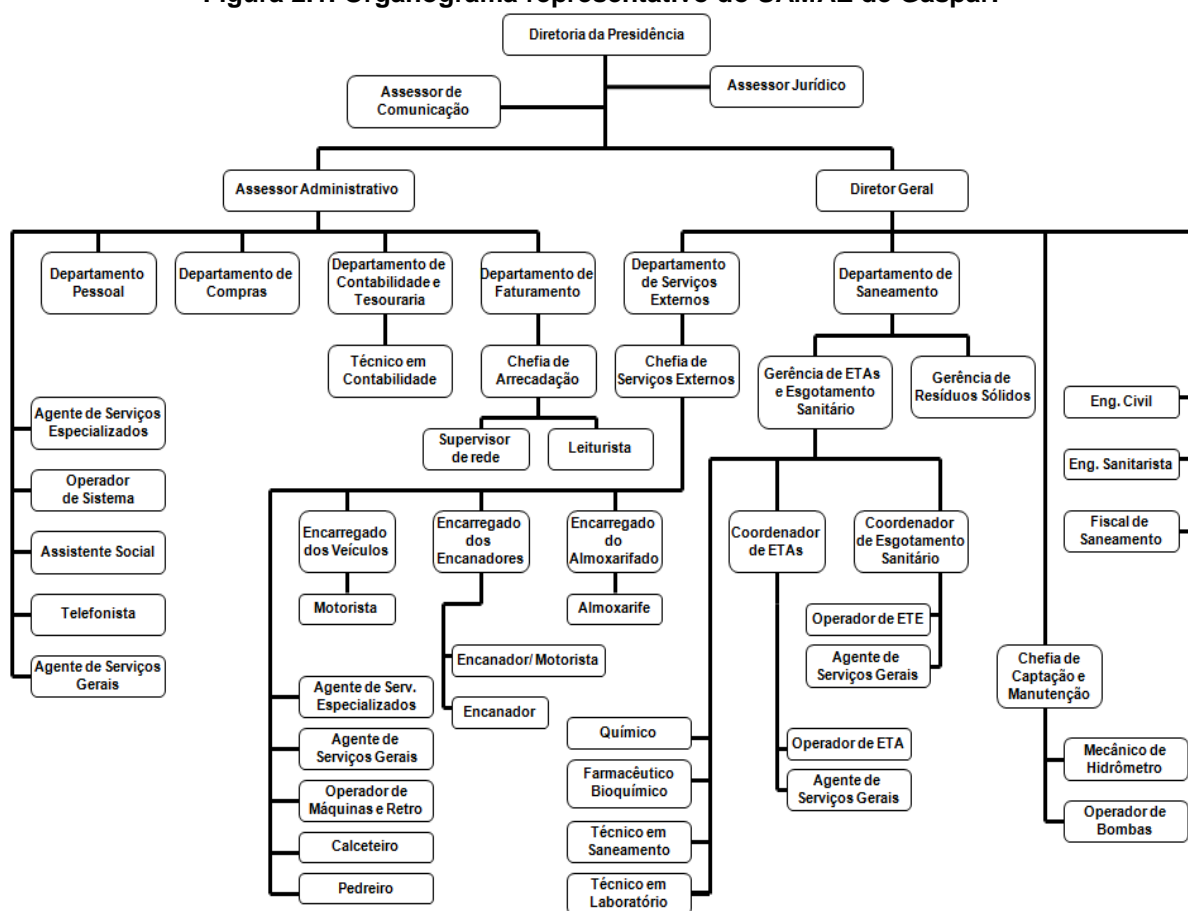 Figura 2.1: Organograma representativo do SAMAE de Gaspar.
Diretoria da Presidência
Assessor de
Comunicação
Assessor Jurídico
Assessor Administrativo
Diretor Geral
Departamento
Pessoal
Departamento de
Compras
Departamento de
Contabilidade e
Tesouraria
Departamento de
Faturamento
Departamento
de Serviços
Externos
Departamento
de Saneamento
Técnico em
Contabilidade
Chefia de
Arrecadação
Chefia de
Serviços Externos
Gerência de ETAs
e Esgotamento
Sanitário
Gerência de
Resíduos Sólidos
Eng. Civil
Agente de Serviços
Especializados
Supervisor
de rede
Leiturista
Eng. Sanitarista
Operador
de Sistema
Encarregado
dos Veículos
Encarregado
dos
Encanadores
Encarregado
do
Almoxarifado
Coordenador
de ETAs
Coordenador
de Esgotamento
Sanitário
Fiscal de
Saneamento
Assistente Social
Telefonista
Motorista
Almoxarife
Operador de ETE
Agente de Serviços
Gerais
Encanador/ Motorista
Agente de
Serviços Gerais
Chefia de
Captação e
Manutenção
Agente de Serv.
Especializados
Encanador
Químico
Operador de ETA
Agente de
Serviços Gerais
Mecânico de
Hidrômetro
Farmacêutico
Bioquímico
Agente de
Serviços Gerais
Operador de
Máquinas e Retro
Operador de
Bombas
Calceteiro
Técnico em
Saneamento
Pedreiro
Técnico em
Laboratório